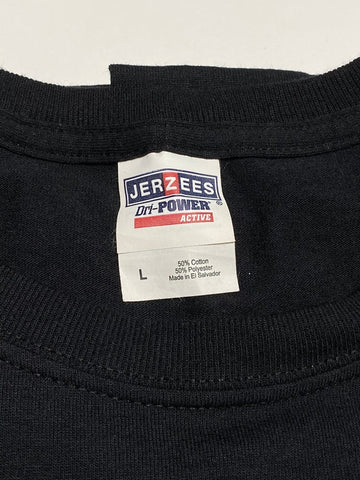 JERZEES
Dri-POWER®
ACTIVE
L
50% Cotton
50% Polyester
Made in El Salvador